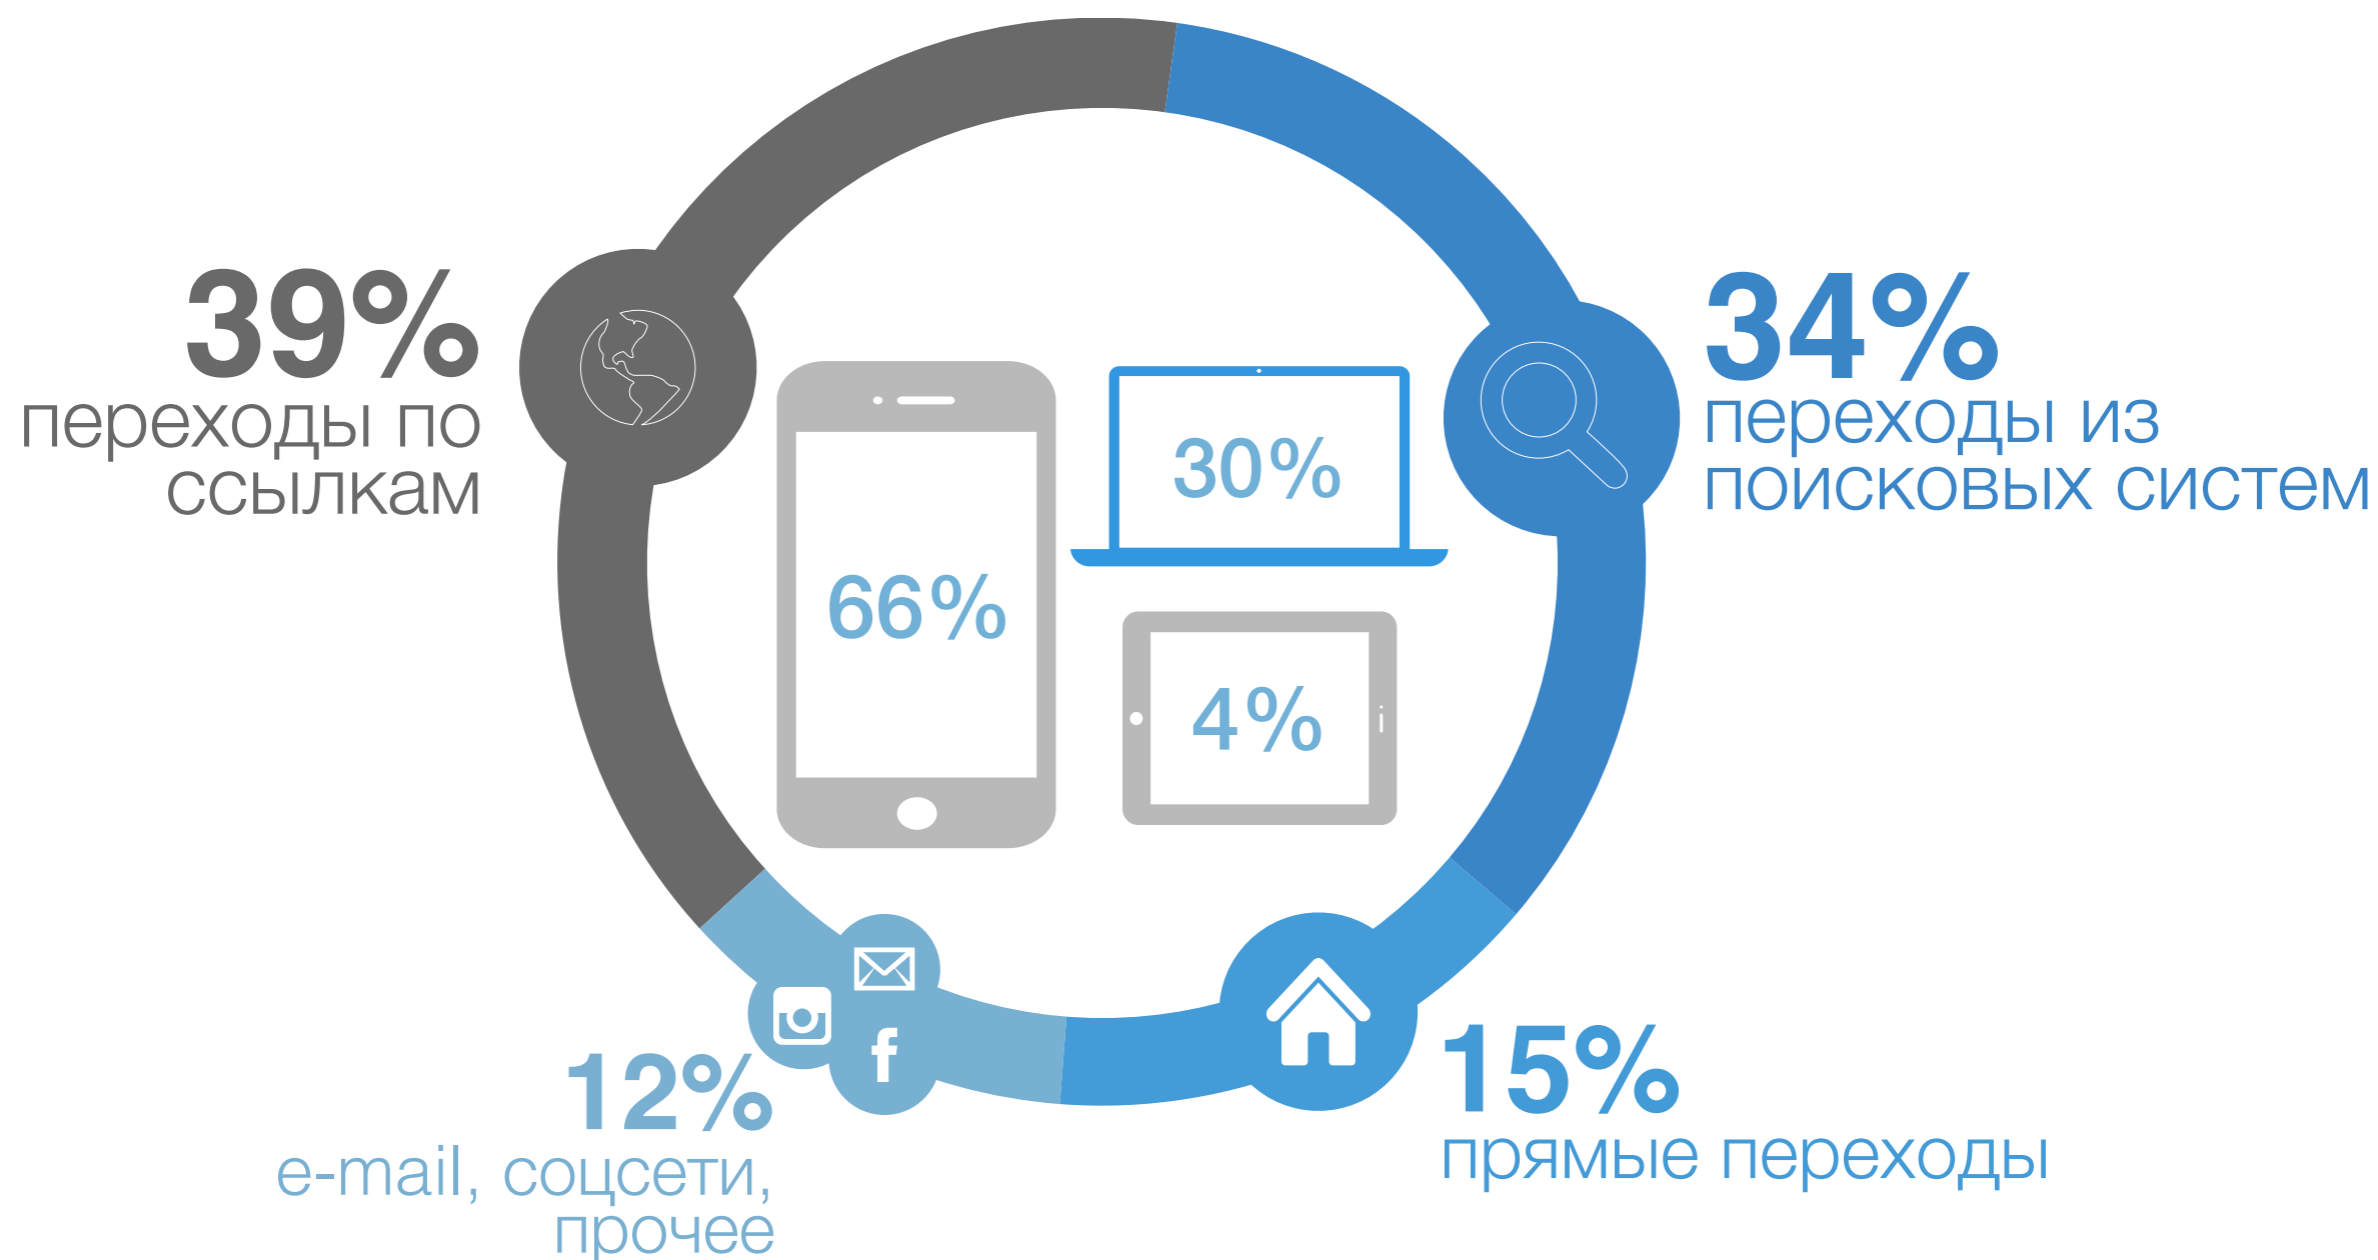 39%
переходы по
ссылкам
34%
переходы из
поисковых систем
66%
30%
4%
12%
e-mail, соцсети,
прочее
15%
прямые переходы